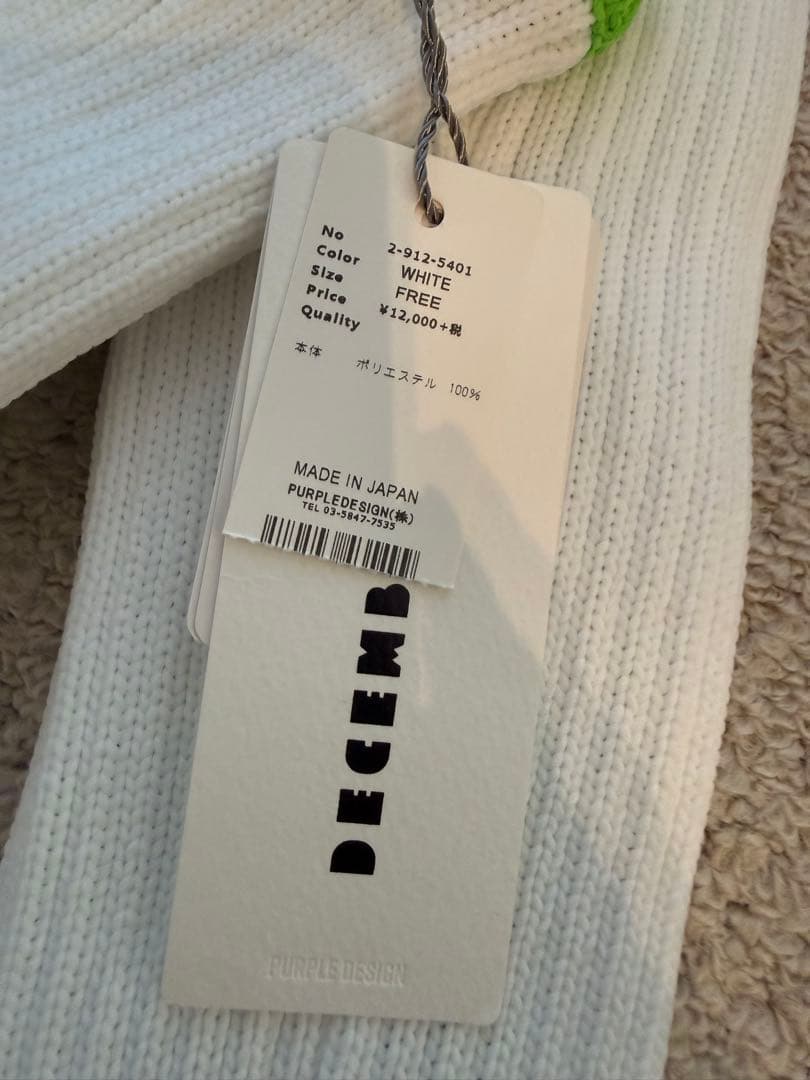 No 2-912-5401
Color WHITE
Size FREE
Price ¥12,000+税
Quality
本体 ポリエステル 100%
MADE IN JAPAN
PURPLEDESIGN(株)
TEL 03-5847-7535
DECEMB
PURPLE DESIGN